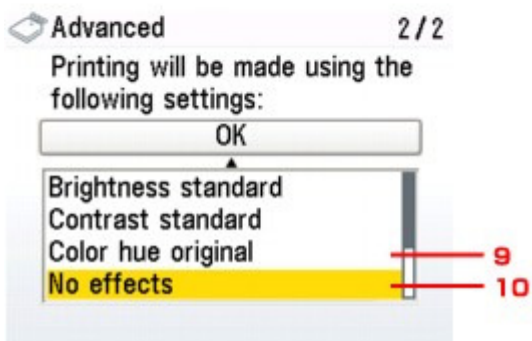 Advanced 2/2
Printing will be made using the
following settings:
OK
Brightness standard
Contrast standard
Color hue original
9
No effects
10